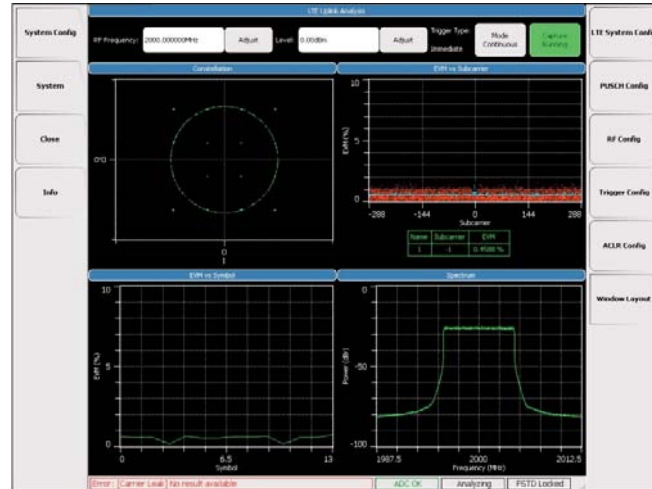 LTE Uplink Analysis
System Config
System
Close
Info
RF Frequency: 2000.000000MHz Adjust Level: 0.00dBm Adjust
Trigger Type:
Immediate
Mode
Continuous
Capture
Running
LTE System Confi
PUSCH Config
RF Config
Trigger Config
ACLR Config
Window Layout
Constellation
0
0
I
EVM vs Subcarrier
EVM (%)
10
5
0
-288 -144 0 144 288
Subcarrier
Name Subcarrier EVM
1 -1
EVM vs Symbol
EVM (%)
10
5
0
0 6.5 13
Symbol
Spectrum
Power (dBr)
0
-50
-100
1987.5 2000 2012.5
Frequency (MHz)
Error: [Carrier Leak] No result available
ADC OK
Analyzing
FSTD Locked